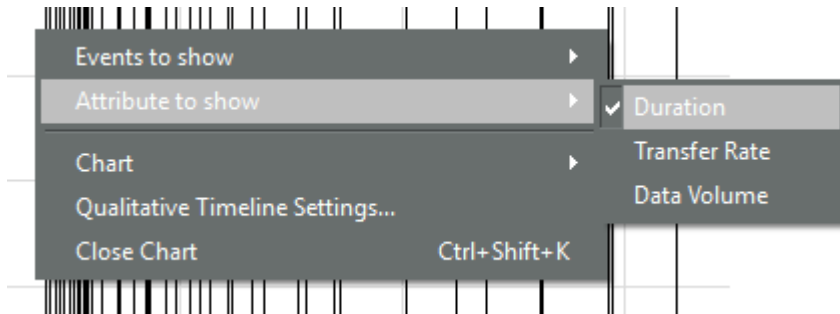 Events to show
Attribute to show
Duration
Transfer Rate
Data Volume
Chart
Qualitative Timeline Settings...
Close Chart Ctrl+Shift+K